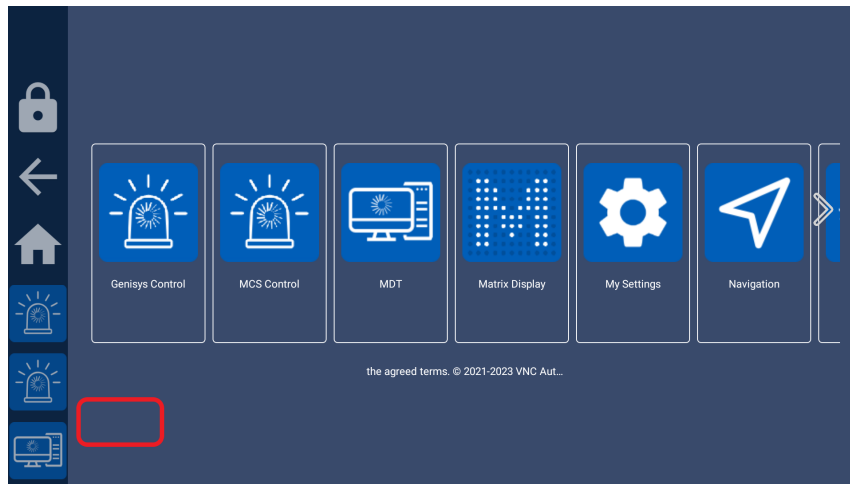 Genisys Control
MCS Control
MDT
M
Matrix Display
My Settings
Navigation
the agreed terms. © 2021-2023 VNC Aut...